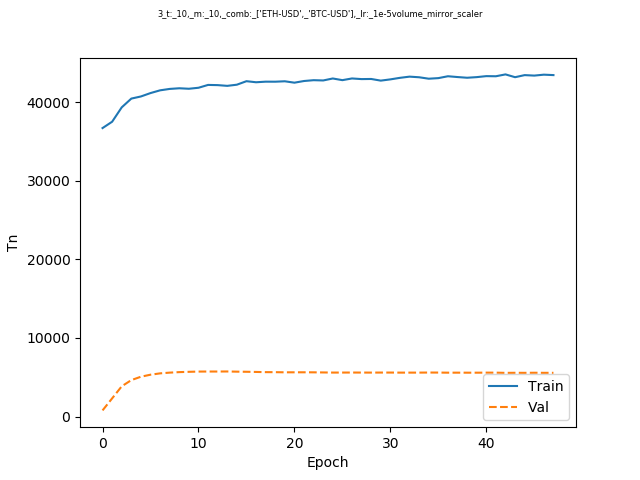 3_t:_10,_m:_10,_comb:_['ETH-USD',_'BTC-USD'],_lr:_1e-5volume_mirror_scaler
40000
30000
20000
10000
0
Tn
0 10 20 30 40
Epoch
Train
Val